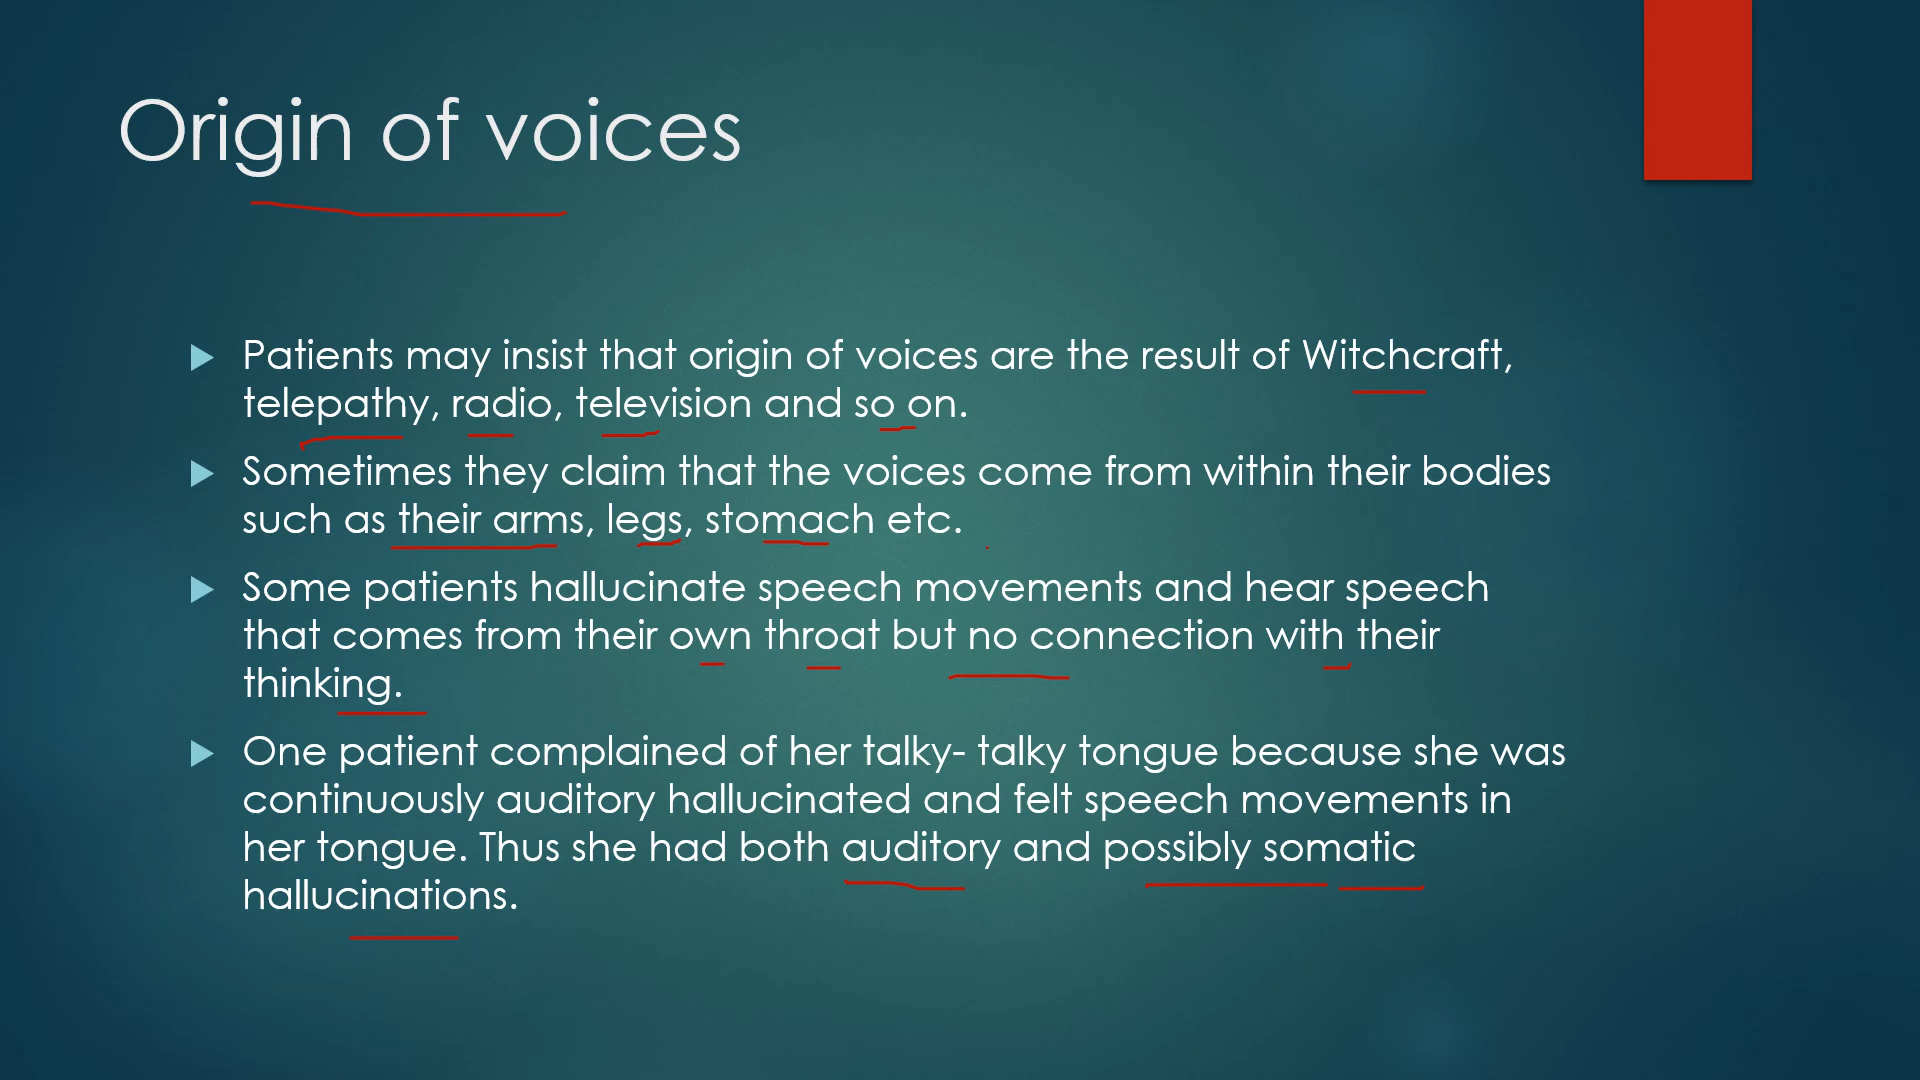 Origin of voices
Patients may insist that origin of voices are the result of Witchcraft,
telepathy, radio, television and so on.
Sometimes they claim that the voices come from within their bodies
such as their arms, legs, stomach etc.
Some patients hallucinate speech movements and hear speech
that comes from their own throat but no connection with their
thinking.
One patient complained of her talky- talky tongue because she was
continuously auditory hallucinated and felt speech movements in
her tongue. Thus she had both auditory and possibly somatic
hallucinations.